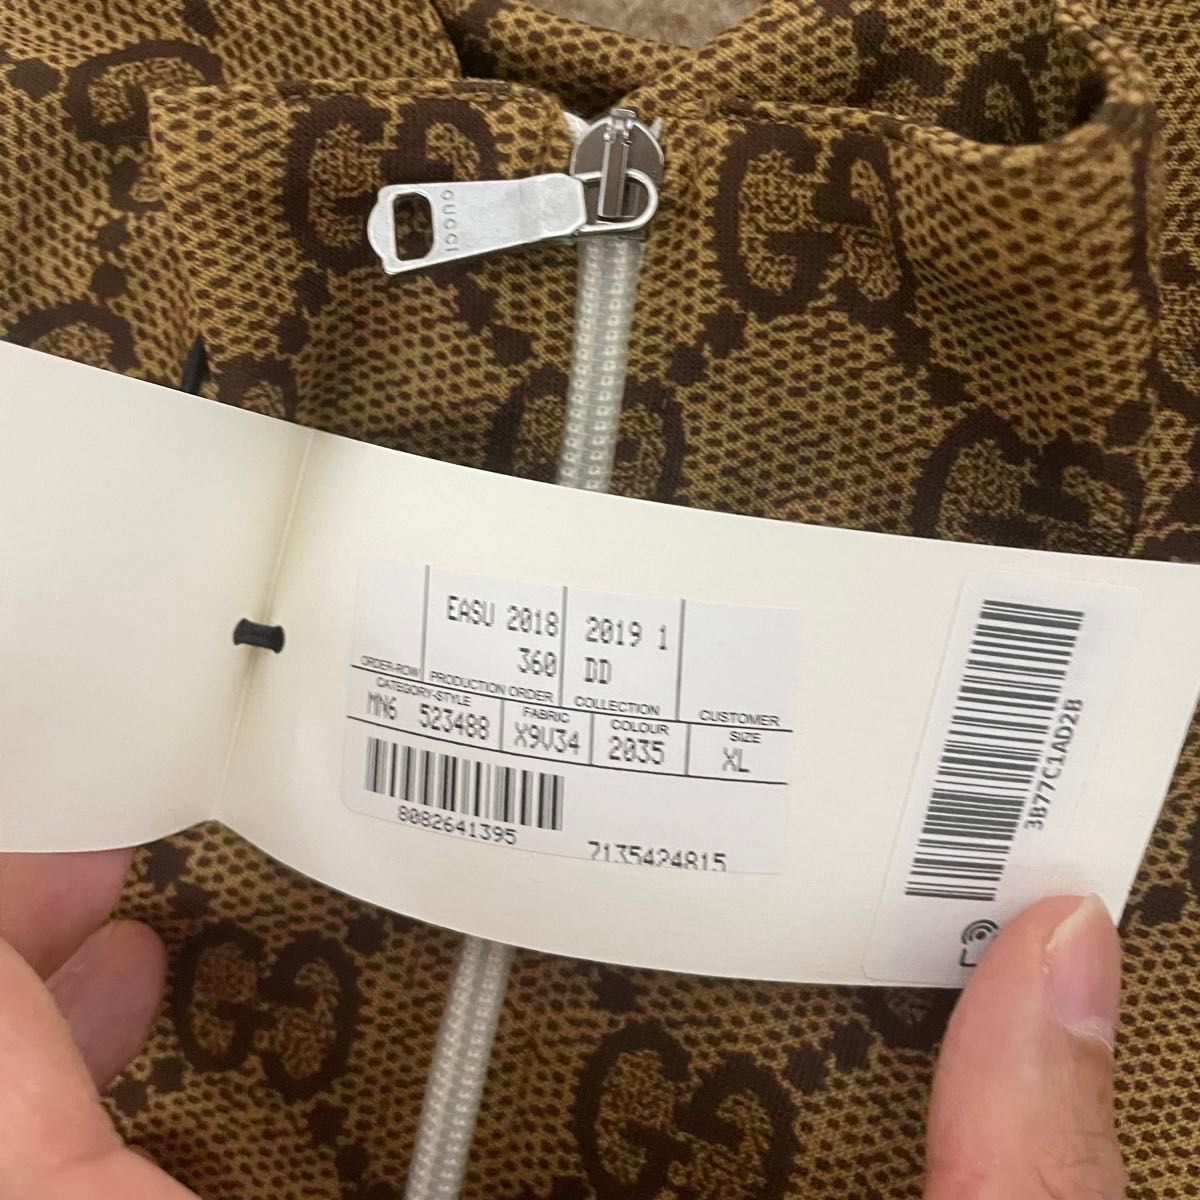 GUCCI
EASU 2018 2019 1
360 DD
ORDER-ROW PRODUCTION ORDER COLLECTION CUSTOMER
CATEGORY-STYLE FABRIC COLOUR SIZE
MN6 523488 X9V34 2035 XL
8082641395
7135424815
3B77C1AD2B